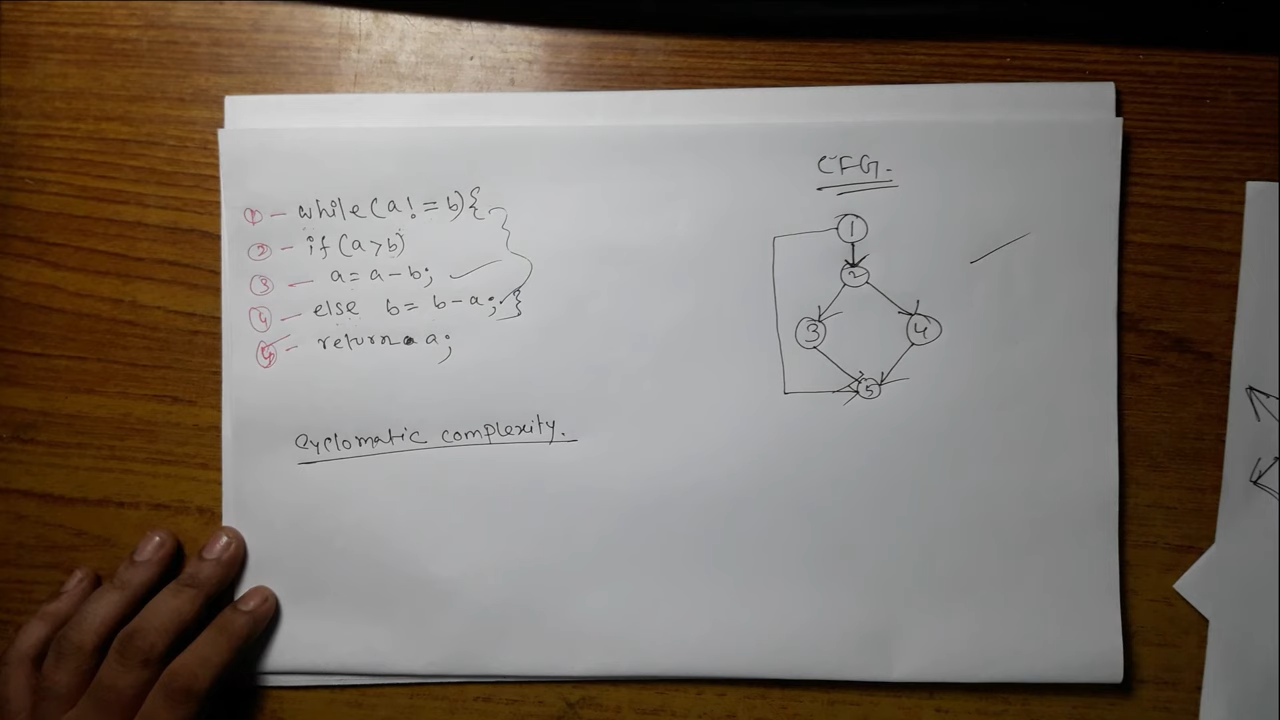 ① - while(a! = b){
② - if(a>b)
③ - a= a-b;
④ - else b= b-a;}
⑤ - return a;
Cyclomatic complexity.
CFG.
1
2
3 4
5